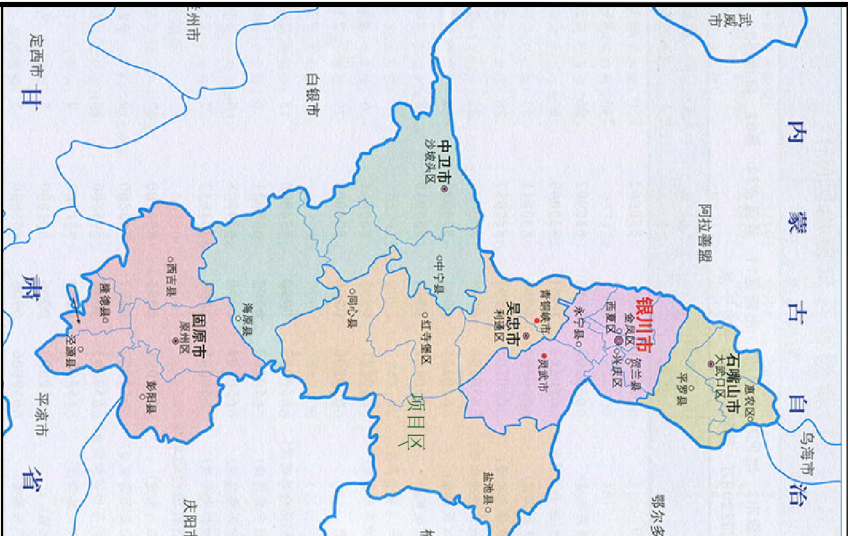 内蒙古自治
甘肃省
武威市
阿拉善盟
乌海市
定西市
白银市
平凉市
银川市
金凤区
西夏区
兴庆区
贺兰县
永宁县
灵武市
石嘴山市
大武口区
惠农区
平罗县
吴忠市
利通区
青铜峡市
红寺堡区
同心县
盐池县
项目区
中卫市
沙坡头区
中宁县
海原县
固原市
原州区
西吉县
隆德县
泾源县
彭阳县
鄂尔多
庆阳市
州市